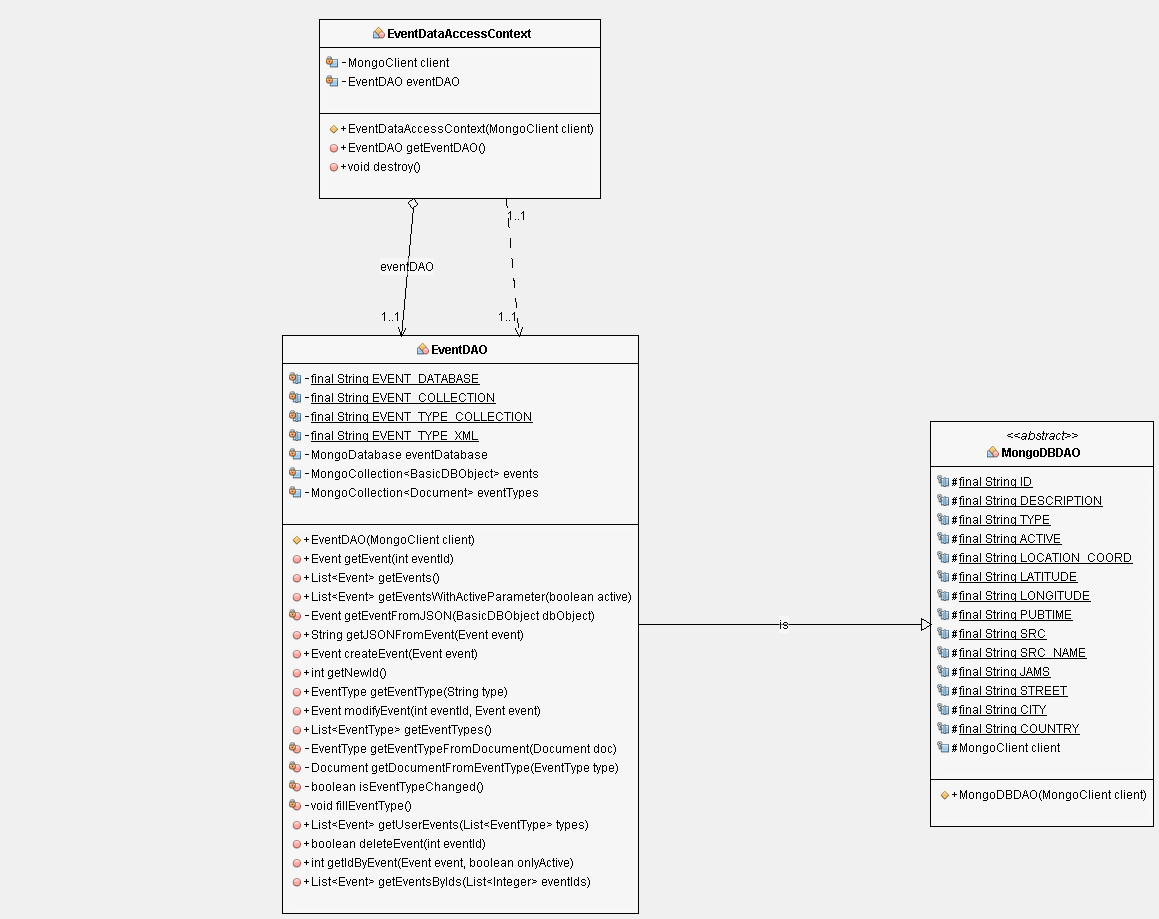 EventDataAccessContext
-MongoClient client
-EventDAO eventDAO
+EventDataAccessContext(MongoClient client)
+EventDAO getEventDAO()
+void destroy()
1..1
eventDAO
1..1
1..1
EventDAO
-final String EVENT_DATABASE
-final String EVENT_COLLECTION
-final String EVENT_TYPE_COLLECTION
-final String EVENT_TYPE_XML
-MongoDatabase eventDatabase
-MongoCollection<BasicDBObject> events
-MongoCollection<Document> eventTypes
+EventDAO(MongoClient client)
+Event getEvent(int eventId)
+List<Event> getEvents()
+List<Event> getEventsWithActiveParameter(boolean active)
-Event getEventFromJSON(BasicDBObject dbObject)
+String getJSONFromEvent(Event event)
+Event createEvent(Event event)
+int getNewId()
+EventType getEventType(String type)
+Event modifyEvent(int eventId, Event event)
+List<EventType> getEventTypes()
-EventType getEventTypeFromDocument(Document doc)
-Document getDocumentFromEventType(EventType type)
-boolean isEventTypeChanged()
-void fillEventType()
+List<Event> getUserEvents(List<EventType> types)
+boolean deleteEvent(int eventId)
+int getIdByEvent(Event event, boolean onlyActive)
+List<Event> getEventsByIds(List<Integer> eventIds)
is
<<abstract>>
MongoDBDAO
#final String ID
#final String DESCRIPTION
#final String TYPE
#final String ACTIVE
#final String LOCATION_COORD
#final String LATITUDE
#final String LONGITUDE
#final String PUBTIME
#final String SRC
#final String SRC_NAME
#final String JAMS
#final String STREET
#final String CITY
#final String COUNTRY
#MongoClient client
+MongoDBDAO(MongoClient client)